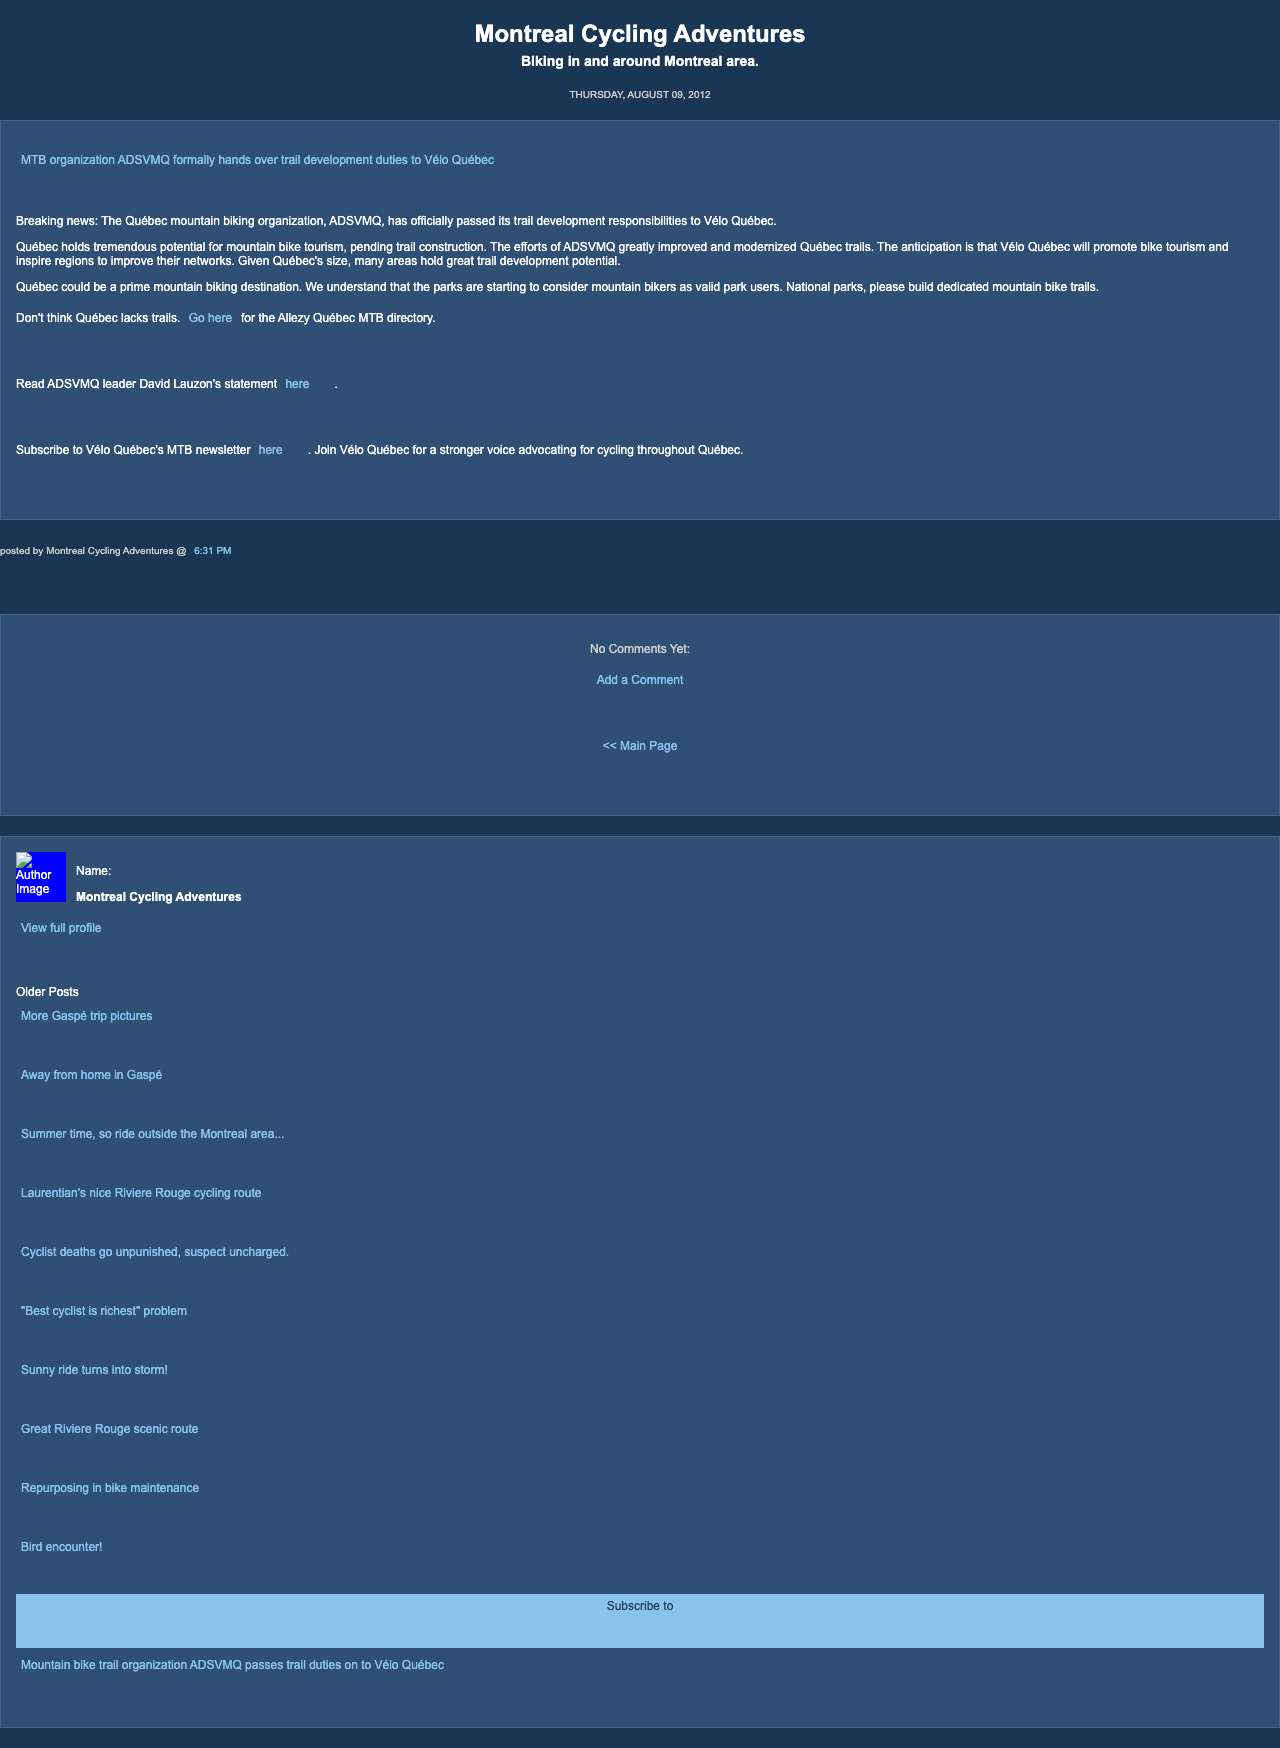 Montreal Cycling Adventures
Biking in and around Montreal area.
THURSDAY, AUGUST 09, 2012
MTB organization ADSVMQ formally hands over trail development duties to Vélo Québec
Breaking news: The Québec mountain biking organization, ADSVMQ, has officially passed its trail development responsibilities to Vélo Québec.
Québec holds tremendous potential for mountain bike tourism, pending trail construction. The efforts of ADSVMQ greatly improved and modernized Québec trails. The anticipation is that Vélo Québec will promote bike tourism and
inspire regions to improve their networks. Given Québec's size, many areas hold great trail development potential.
Québec could be a prime mountain biking destination. We understand that the parks are starting to consider mountain bikers as valid park users. National parks, please build dedicated mountain bike trails.
Don't think Québec lacks trails. Go here for the Allezy Québec MTB directory.
Read ADSVMQ leader David Lauzon's statement here .
Subscribe to Vélo Québec's MTB newsletter here . Join Vélo Québec for a stronger voice advocating for cycling throughout Québec.
posted by Montreal Cycling Adventures @ 6:31 PM
No Comments Yet:
Add a Comment
<< Main Page
Author
Image
Name:
Montreal Cycling Adventures
View full profile
Older Posts
More Gaspé trip pictures
Away from home in Gaspé
Summer time, so ride outside the Montreal area...
Laurentian's nice Riviere Rouge cycling route
Cyclist deaths go unpunished, suspect uncharged.
"Best cyclist is richest" problem
Sunny ride turns into storm!
Great Riviere Rouge scenic route
Repurposing in bike maintenance
Bird encounter!
Subscribe to
Mountain bike trail organization ADSVMQ passes trail duties on to Vélo Québec